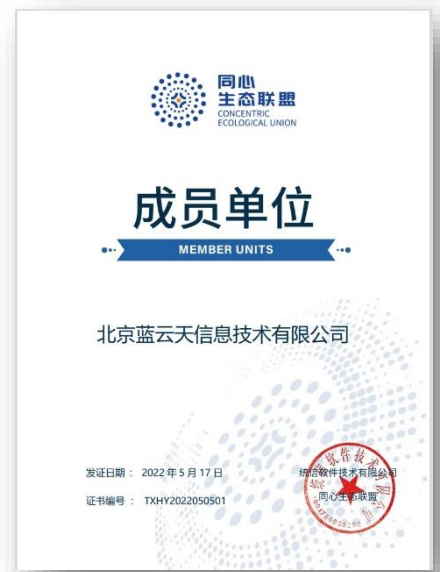 同心
生态联盟
CONCENTRIC
ECOLOGICAL UNION
成员单位
MEMBER UNITS
北京蓝云天信息技术有限公司
发证日期 ： 2022 年 5 月 17 日
统信软件技术有限公司
证书编号 ： TXHY2022050501
同心生态联盟